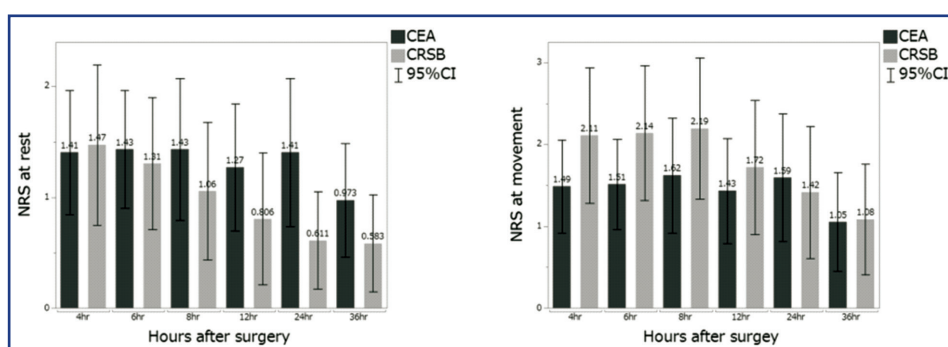 CEA
CRSB
95%CI
NRS at rest
2
1
0
1.41
1.47
1.43
1.31
1.43
1.06
1.27
0.806
1.41
0.611
0.973
0.583
4hr 6hr 8hr 12hr 24hr 36hr
Hours after surgery
CEA
CRSB
95%CI
NRS at movement
3
2
1
0
1.49
2.11
1.51
2.14
1.62
2.19
1.43
1.72
1.59
1.42
1.05
1.08
4hr 6hr 8hr 12hr 24hr 36hr
Hours after surgey